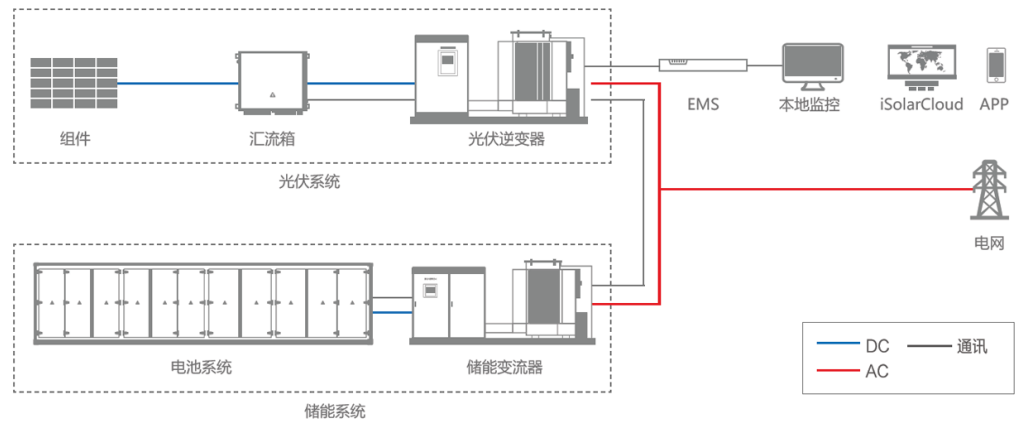 EMS
本地监控
iSolarCloud
APP
组件
汇流箱
光伏逆变器
光伏系统
电网
电池系统
储能变流器
储能系统
DC
通讯
AC